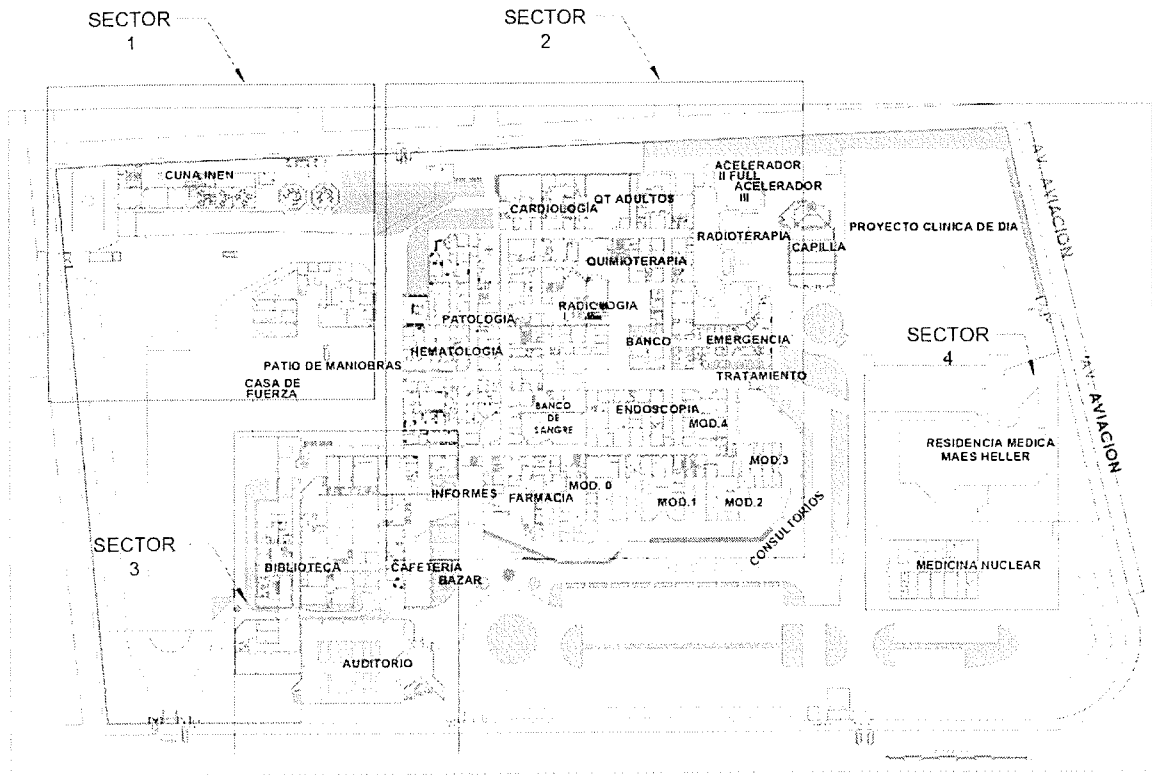 SECTOR
1
SECTOR
2
CUNA INEN
ACELERADOR
II FULL
ACELERADOR
III
CARDIOLOGÍA
QT ADULTOS
RADIOTERAPIA
CAPILLA
PROYECTO CLINICA DE DIA
AV. AVIACION
QUIMIOTERAPIA
RADIOLOGIA
PATOLOGIA
HEMATOLOGIA
BANCO
EMERGENCIA
SECTOR
4
PATIO DE MANIOBRAS
CASA DE
FUERZA
TRATAMIENTO
AV. AVIACION
BANCO
DE
SANGRE
ENDOSCOPIA
MOD.4
RESIDENCIA MEDICA
MAES HELLER
MOD.3
INFORMES
FARMACIA
MOD. 0
MOD.1
MOD.2
CONSULTORIOS
SECTOR
3
BIBLIOTECA
CAFETERIA
BAZAR
MEDICINA NUCLEAR
AUDITORIO